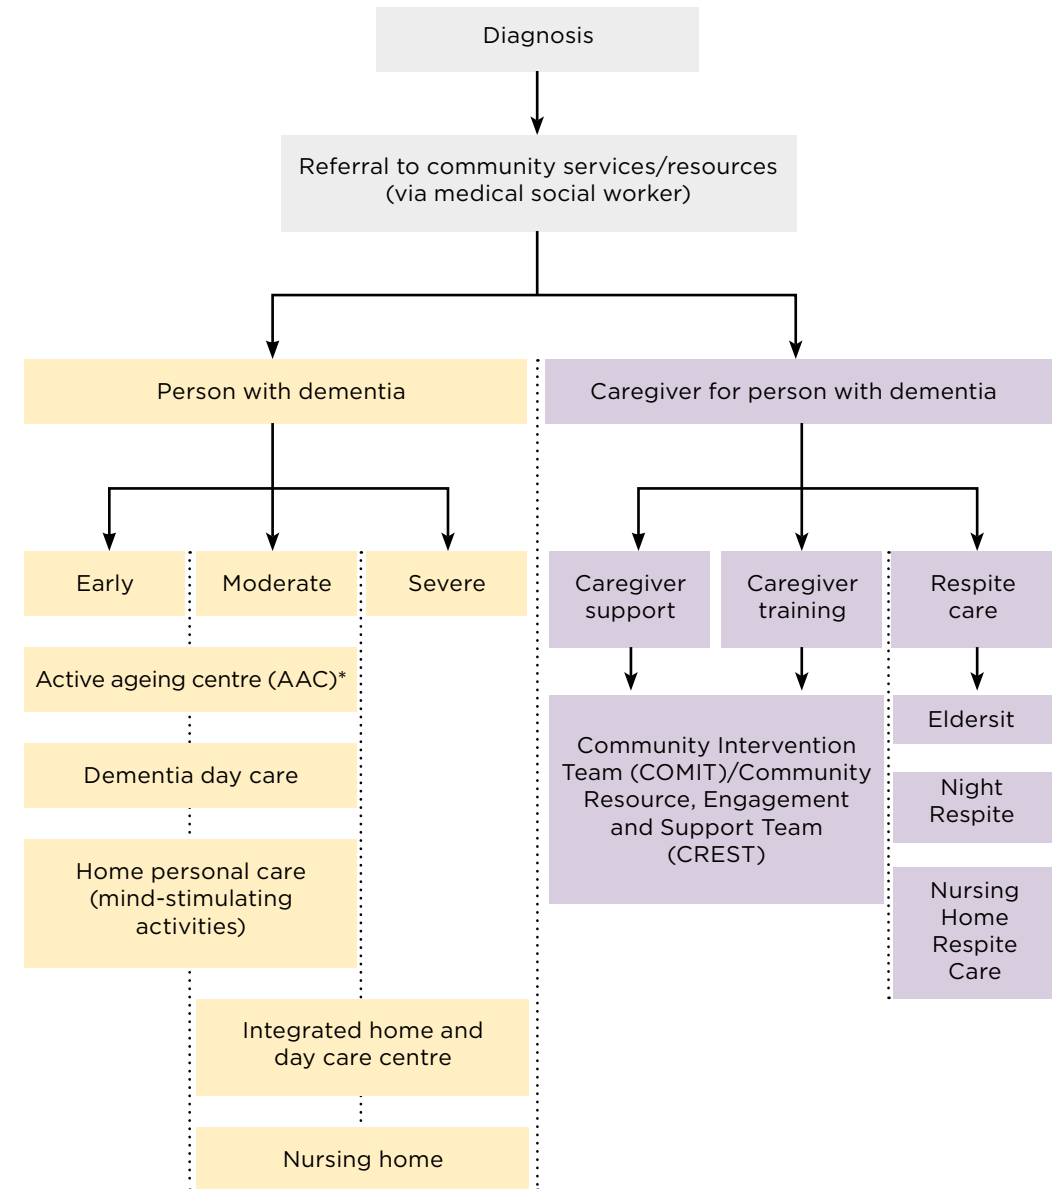 Diagnosis
Referral to community services/resources
(via medical social worker)
Person with dementia
Caregiver for person with dementia
Early
Moderate
Severe
Active ageing centre (AAC)*
Dementia day care
Home personal care
(mind-stimulating
activities)
Integrated home and
day care centre
Nursing home
Caregiver
support
Caregiver
training
Respite
care
Community Intervention
Team (COMIT)/Community
Resource, Engagement
and Support Team
(CREST)
Eldersit
Night
Respite
Nursing
Home
Respite
Care